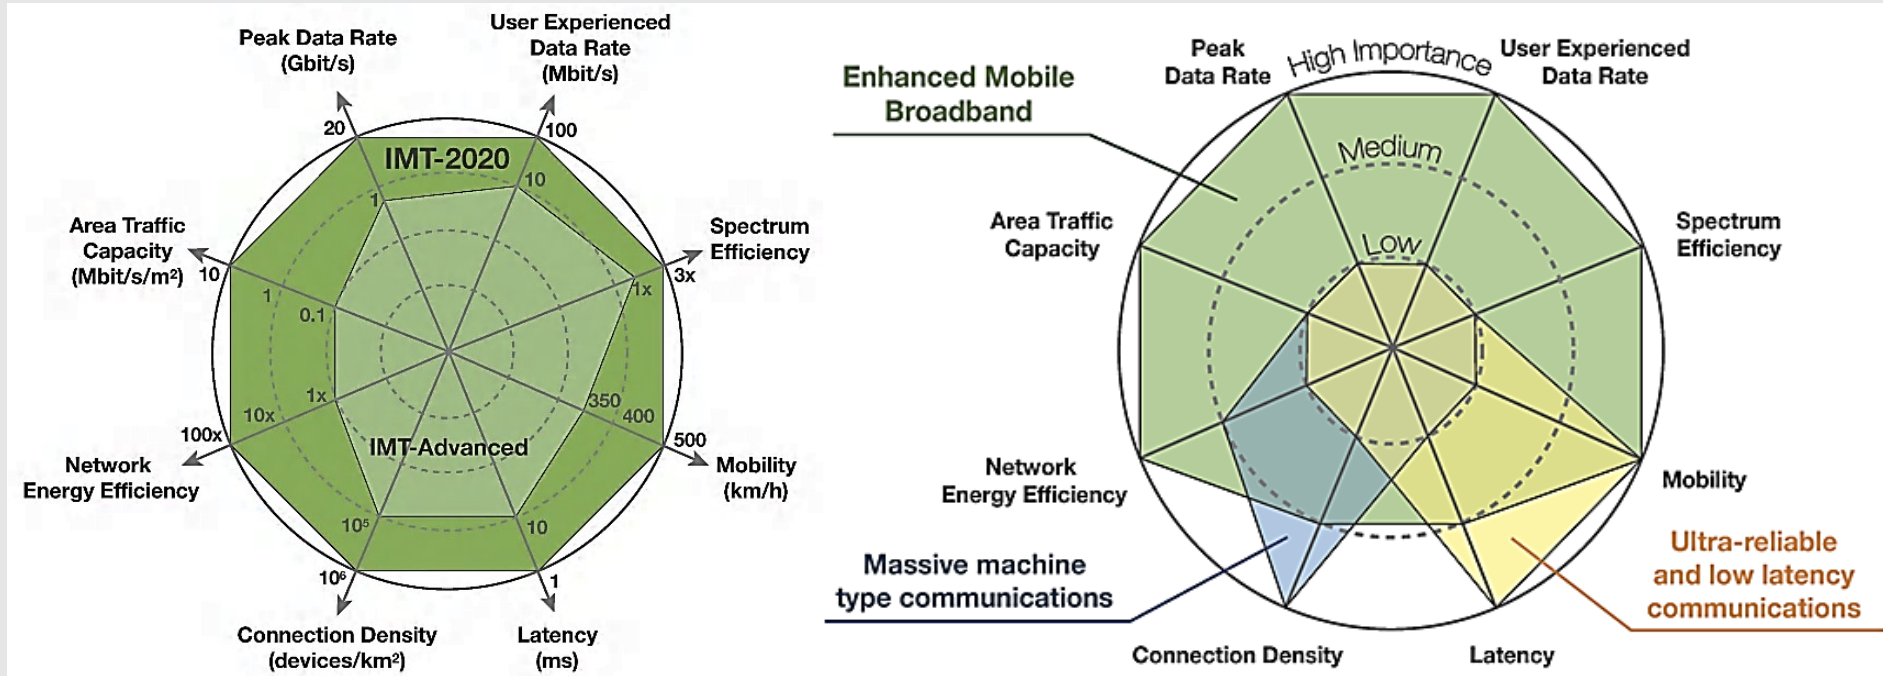 Peak Data Rate
(Gbit/s)
User Experienced
Data Rate
(Mbit/s)
20
100
IMT-2020
1
10
Area Traffic
Capacity
(Mbit/s/m²)
10
1
0.1
Spectrum
Efficiency
3x
1x
1x
10x
100x
350
400
500
Network
Energy Efficiency
IMT-Advanced
Mobility
(km/h)
10⁵
10
10⁶
1
Connection Density
(devices/km²)
Latency
(ms)
Enhanced Mobile
Broadband
Peak
Data Rate
High Importance
User Experienced
Data Rate
Medium
Low
Area Traffic
Capacity
Spectrum
Efficiency
Network
Energy Efficiency
Mobility
Massive machine
type communications
Ultra-reliable
and low latency
communications
Connection Density
Latency